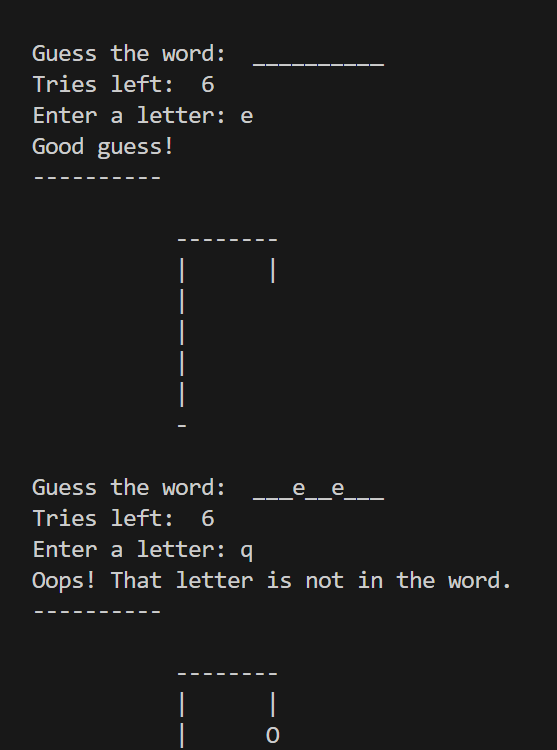 Guess the word:  __________
Tries left:  6
Enter a letter: e
Good guess!
----------
           --------
           |      |
           |
           |
           |
           |
           -
Guess the word:  ___e__e___
Tries left:  6
Enter a letter: q
Oops! That letter is not in the word.
----------
           --------
           |      |
           |      O